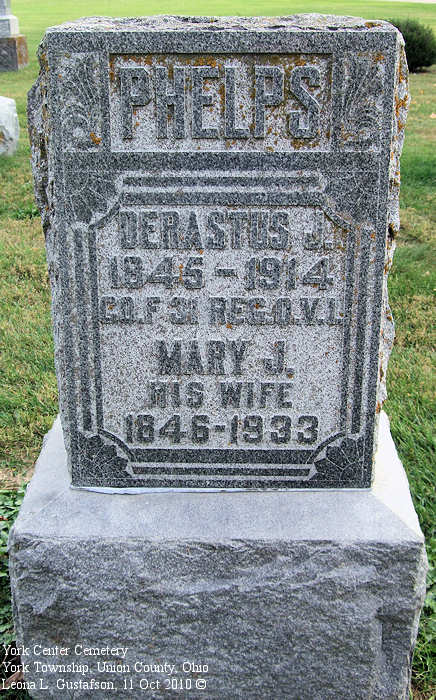 PHELPS
DERASTUS J.
1845 - 1914
CO. F 31 REG. O.V.I.
MARY J.
HIS WIFE
1846 - 1933
York Center Cemetery
York Township, Union County, Ohio
Leona L. Gustafson, 11 Oct 2010 ©